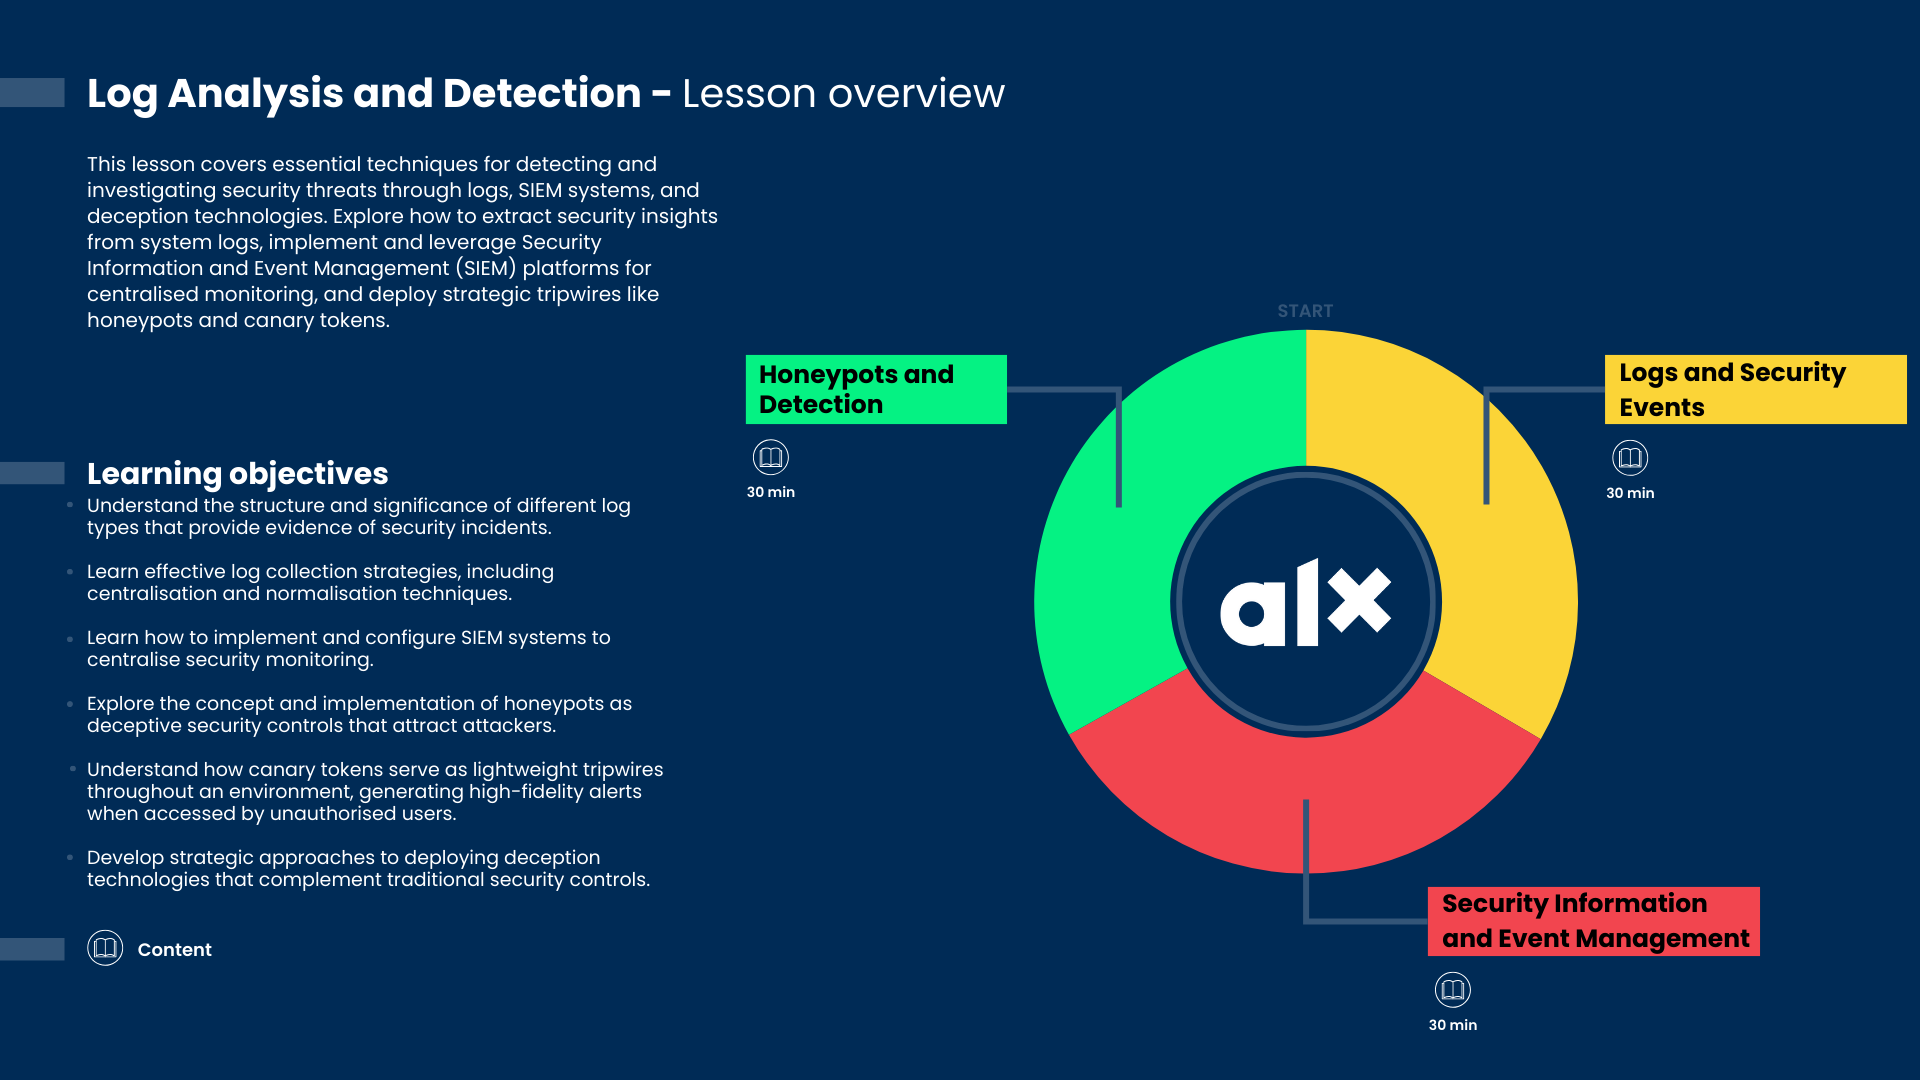 Log Analysis and Detection - Lesson overview
This lesson covers essential techniques for detecting and
investigating security threats through logs, SIEM systems, and
deception technologies. Explore how to extract security insights
from system logs, implement and leverage Security
Information and Event Management (SIEM) platforms for
centralised monitoring, and deploy strategic tripwires like
honeypots and canary tokens.
Learning objectives
Understand the structure and significance of different log
types that provide evidence of security incidents.
Learn effective log collection strategies, including
centralisation and normalisation techniques.
Learn how to implement and configure SIEM systems to
centralise security monitoring.
Explore the concept and implementation of honeypots as
deceptive security controls that attract attackers.
Understand how canary tokens serve as lightweight tripwires
throughout an environment, generating high-fidelity alerts
when accessed by unauthorised users.
Develop strategic approaches to deploying deception
technologies that complement traditional security controls.
Content
START
Honeypots and
Detection
30 min
Logs and Security
Events
30 min
alx
Security Information
and Event Management
30 min